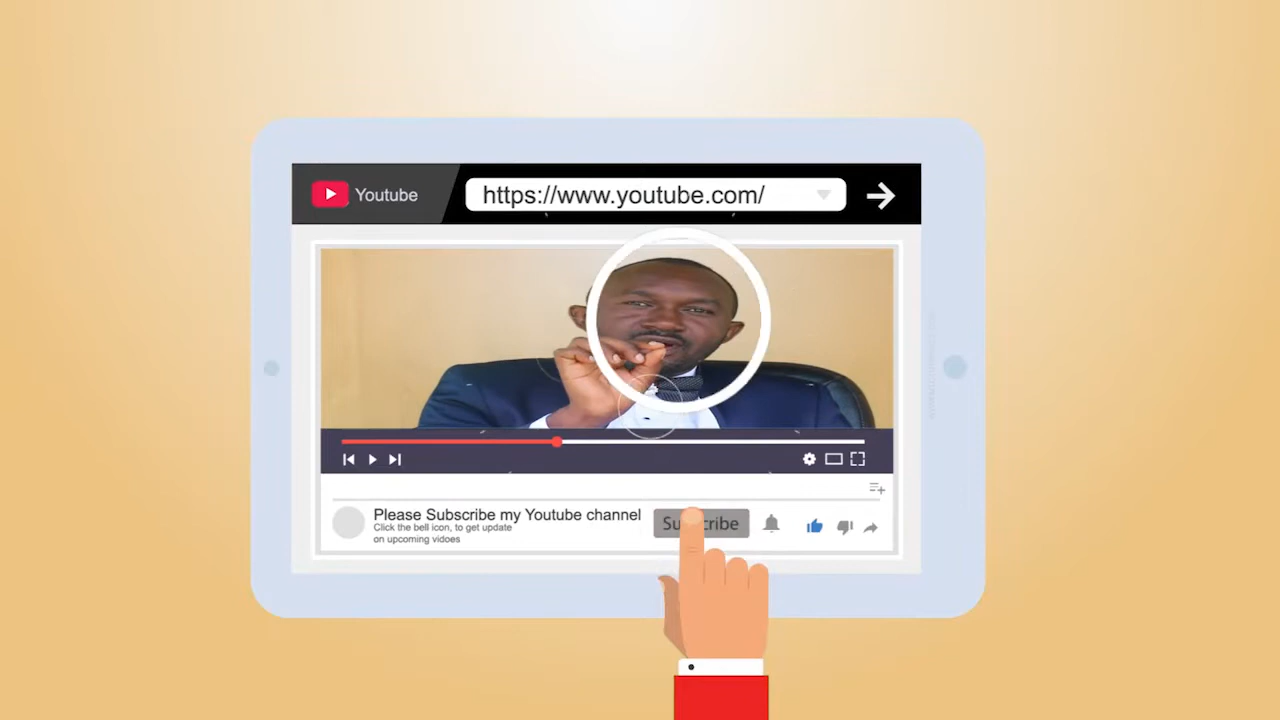 Youtube
https://www.youtube.com/
Please Subscribe my Youtube channel
Click the bell icon, to get update
on upcoming vidoes
Subscribe